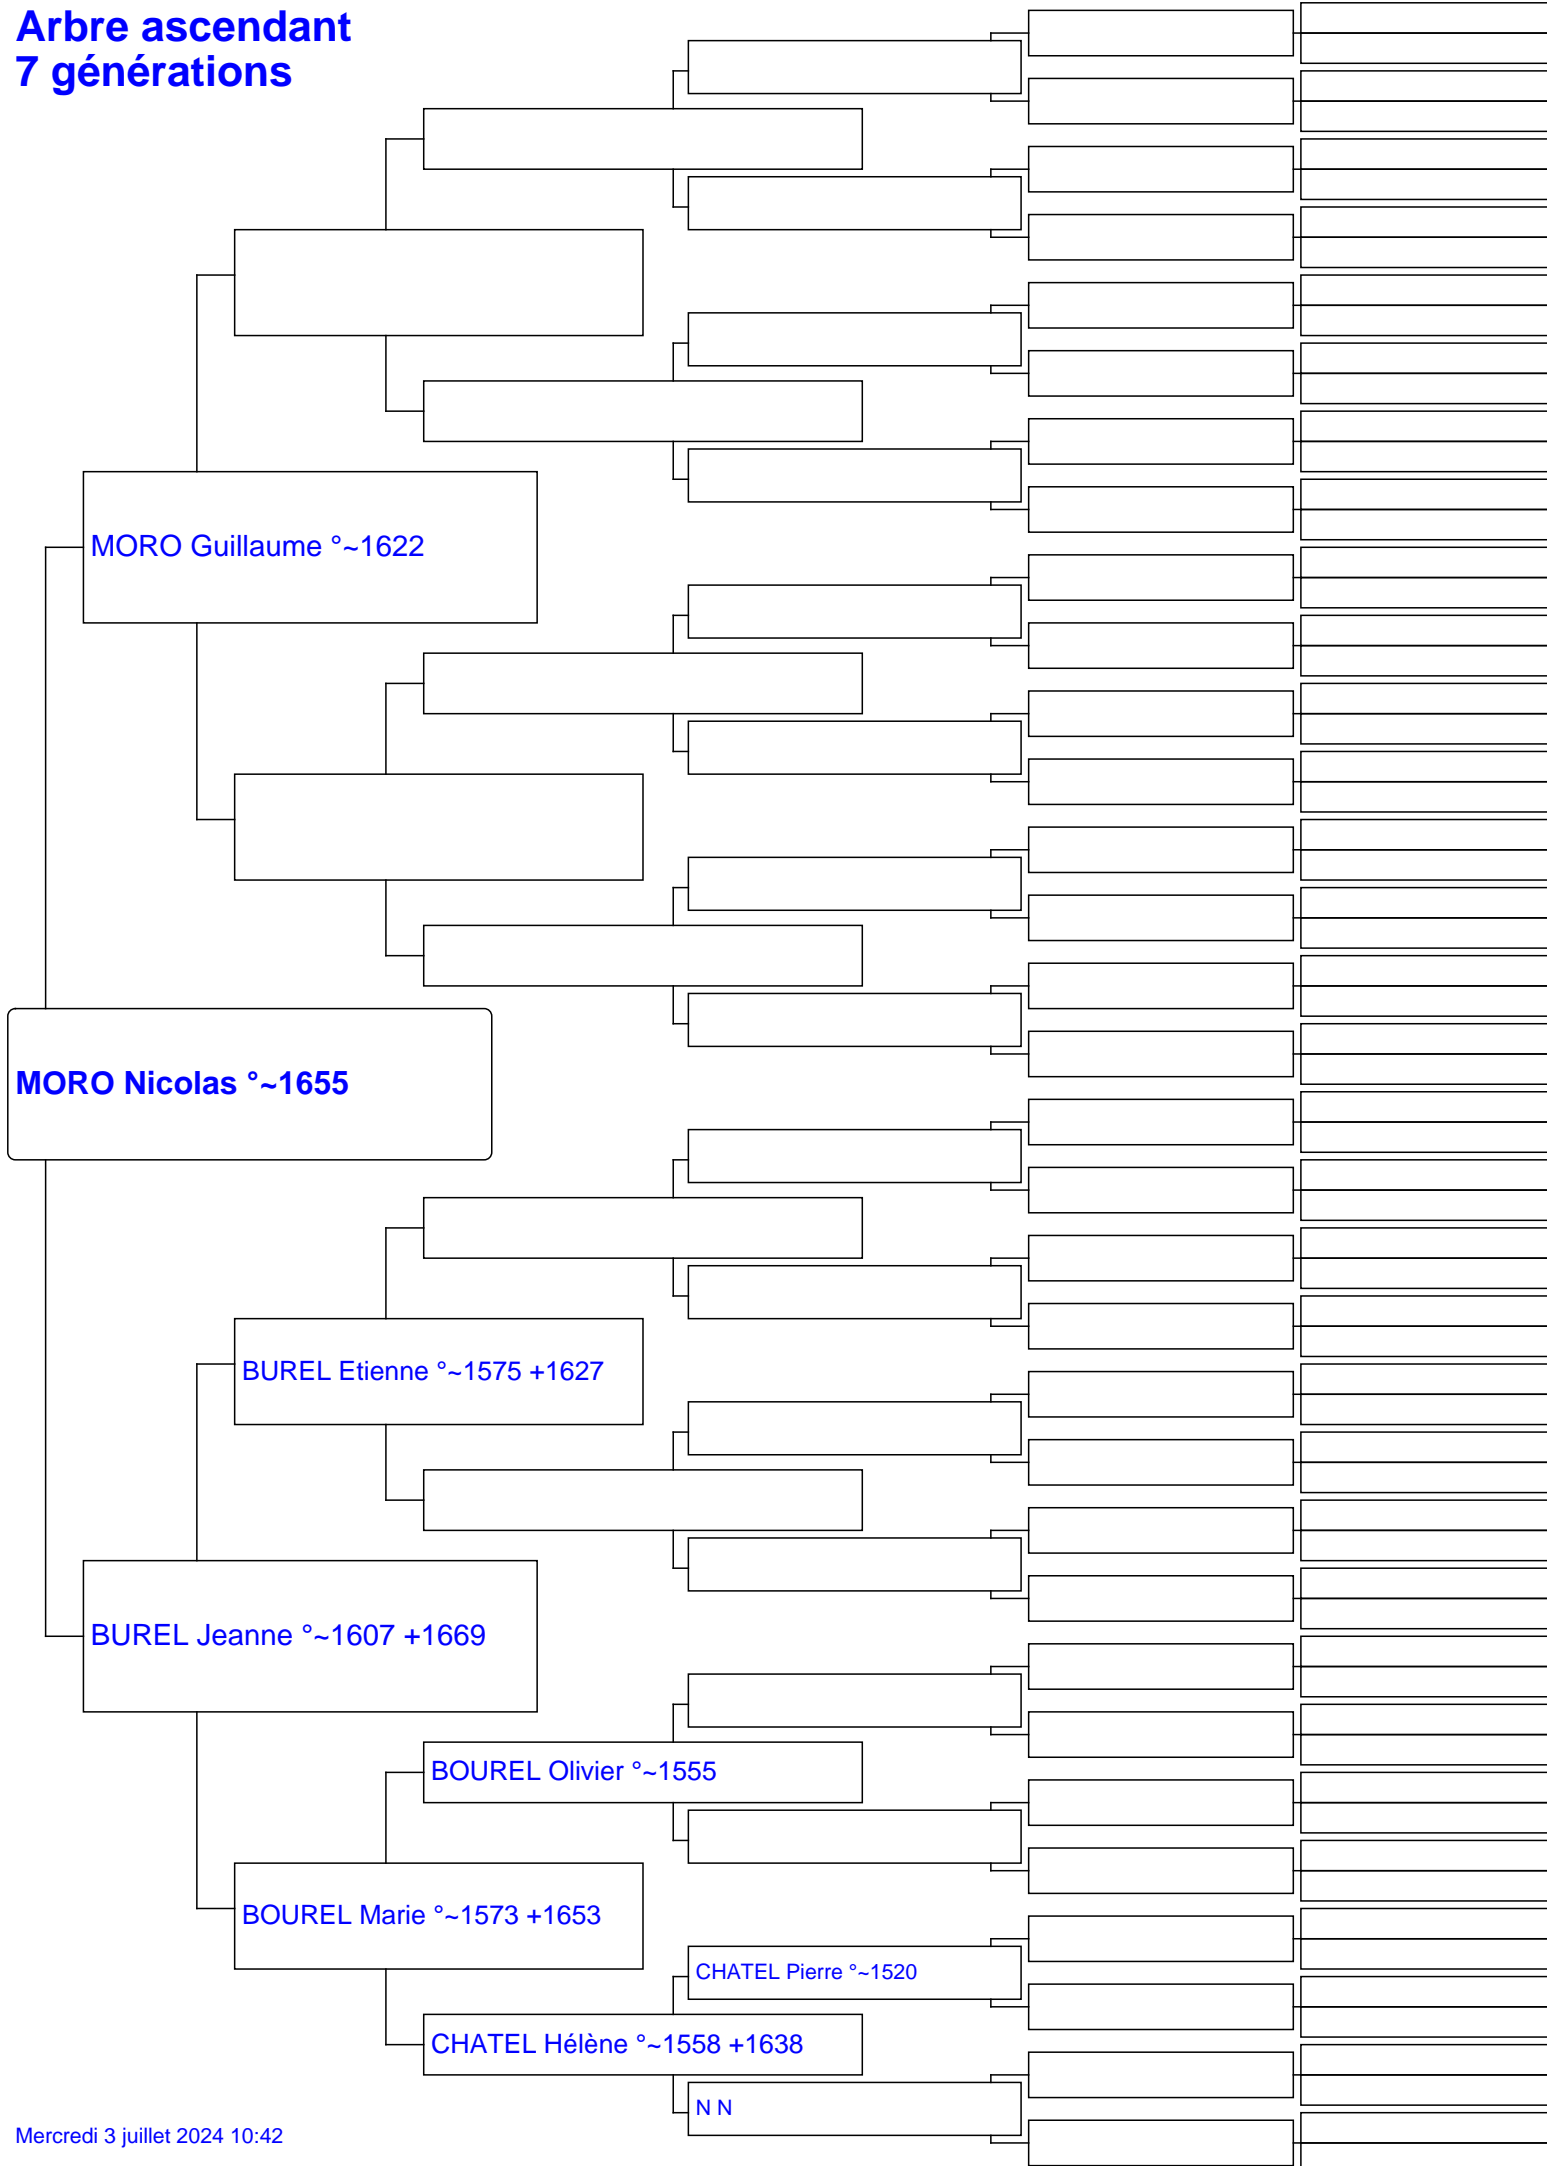 Arbre ascendant
7 générations
MORO Guillaume °~1622
MORO Nicolas °~1655
BUREL Etienne °~1575 +1627
BUREL Jeanne °~1607 +1669
BOUREL Olivier °~1555
BOUREL Marie °~1573 +1653
CHATEL Pierre °~1520
CHATEL Hélène °~1558 +1638
N N
Mercredi 3 juillet 2024 10:42